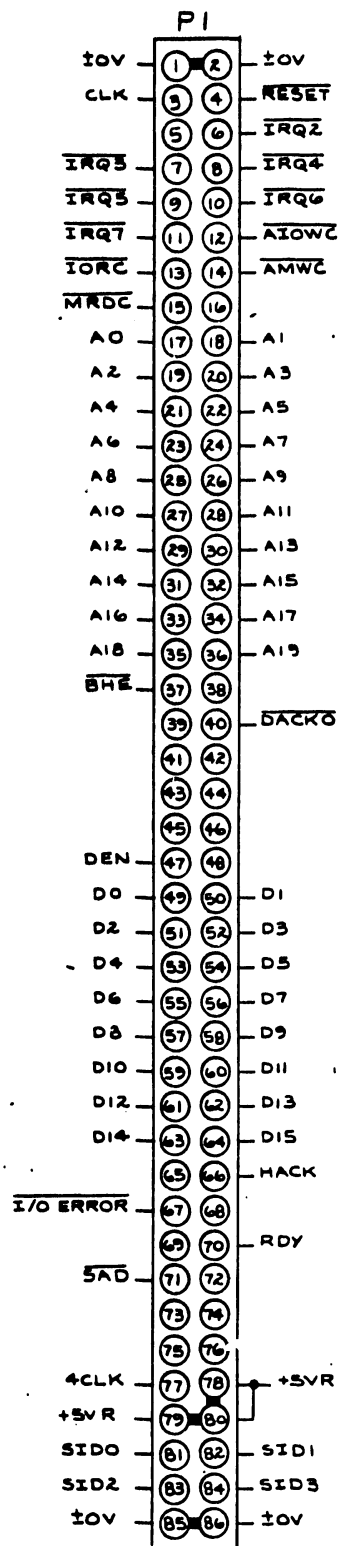 P1
±0V 1 2 ±0V
CLK 3 4 RESET
5 6 IRQ2
IRQ3 7 8 IRQ4
IRQ5 9 10 IRQ6
IRQ7 11 12 AIOWC
IORC 13 14 AMWC
MRDC 15 16
A0 17 18 A1
A2 19 20 A3
A4 21 22 A5
A6 23 24 A7
A8 25 26 A9
A10 27 28 A11
A12 29 30 A13
A14 31 32 A15
A16 33 34 A17
A18 35 36 A19
BHE 37 38
39 40 DACK0
41 42
43 44
45 46
DEN 47 48
D0 49 50 D1
D2 51 52 D3
D4 53 54 D5
D6 55 56 D7
D8 57 58 D9
D10 59 60 D11
D12 61 62 D13
D14 63 64 D15
65 66 HACK
I/O ERROR 67 68
69 70 RDY
SAD 71 72
73 74
75 76
4CLK 77 78 +5VR
+5VR 79 80
SID0 81 82 SID1
SID2 83 84 SID3
±0V 85 86 ±0V